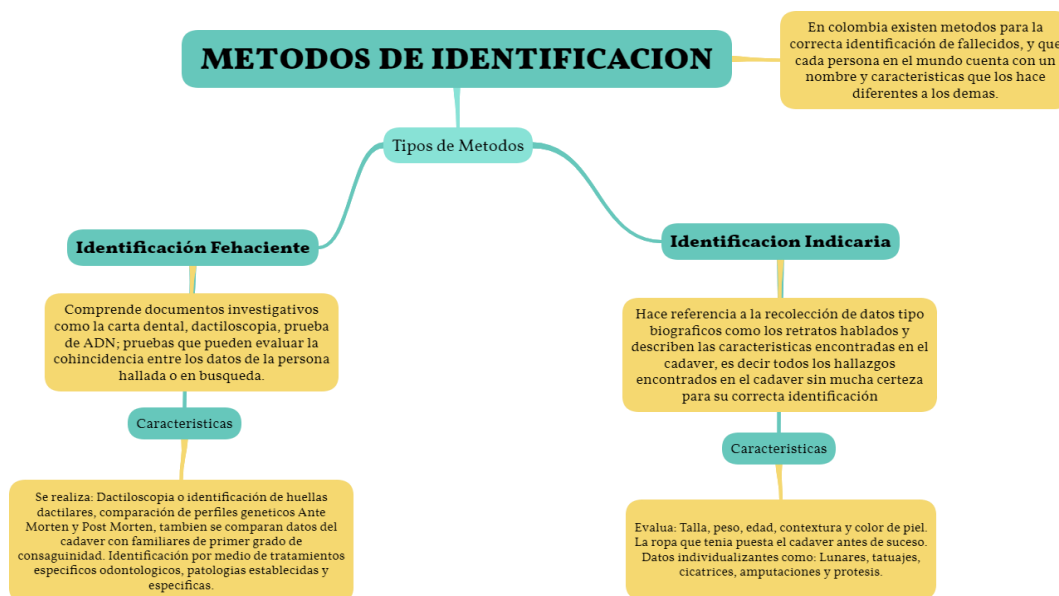 METODOS DE IDENTIFICACION
En colombia existen metodos para la
correcta identificación de fallecidos, y que
cada persona en el mundo cuenta con un
nombre y caracteristicas que los hace
diferentes a los demas.
Tipos de Metodos
Identificación Fehaciente
Comprende documentos investigativos
como la carta dental, dactiloscopia, prueba
de ADN; pruebas que pueden evaluar la
cohincidencia entre los datos de la persona
hallada o en busqueda.
Caracteristicas
Se realiza: Dactiloscopia o identificación de huellas
dactilares, comparación de perfiles geneticos Ante
Morten y Post Morten, tambien se comparan datos del
cadaver con familiares de primer grado de
consaguinidad. Identificación por medio de tratamientos
especificos odontologicos, patologias establecidas y
especificas.
Identificacion Indicaria
Hace referencia a la recolección de datos tipo
biograficos como los retratos hablados y
describen las caracteristicas encontradas en el
cadaver, es decir todos los hallazgos
encontrados en el cadaver sin mucha certeza
para su correcta identificación
Caracteristicas
Evalua: Talla, peso, edad, contextura y color de piel.
La ropa que tenia puesta el cadaver antes de suceso.
Datos individualizantes como: Lunares, tatuajes,
cicatrices, amputaciones y protesis.